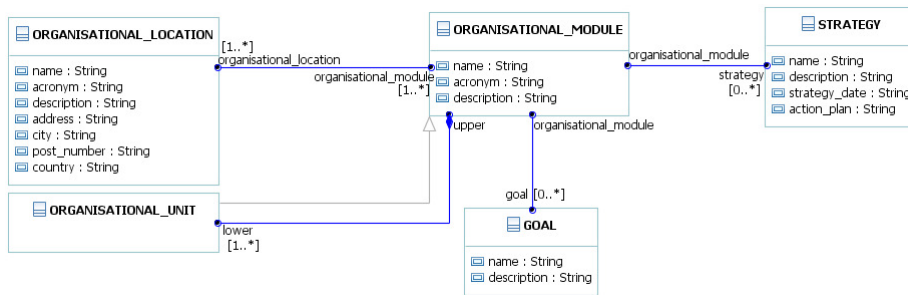 ORGANISATIONAL_LOCATION
name : String
acronym : String
description : String
address : String
city : String
post_number : String
country : String
[1..*]
organisational_location
organisational_module
[1..*]
ORGANISATIONAL_MODULE
name : String
acronym : String
description : String
organisational_module
strategy
[0..*]
STRATEGY
name : String
description : String
strategy_date : String
action_plan : String
upper
organisational_module
goal [0..*]
ORGANISATIONAL_UNIT
lower
[1..*]
GOAL
name : String
description : String